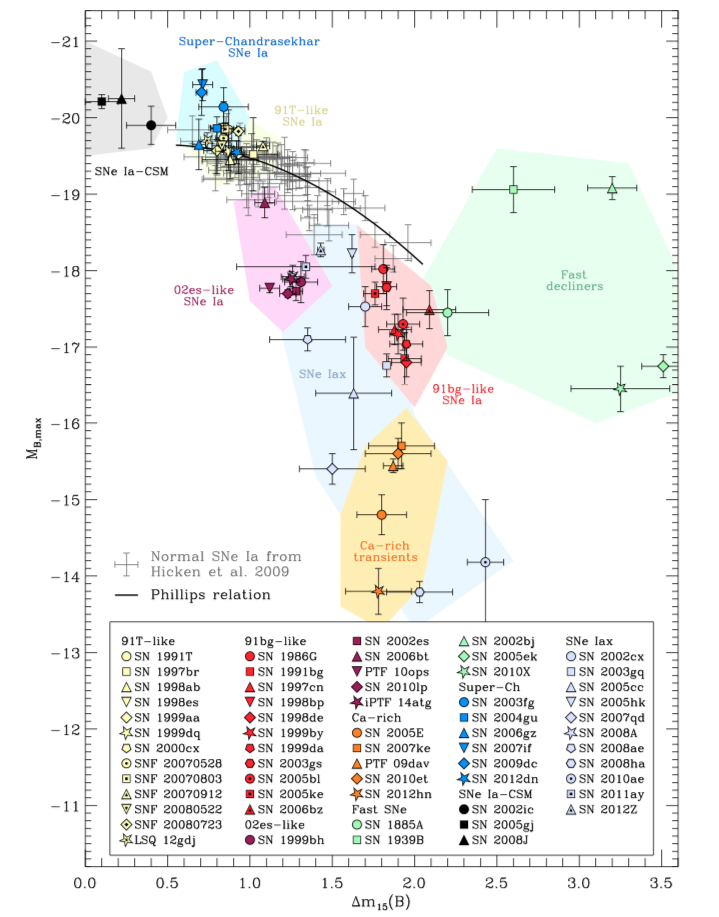 -21
-20
-19
-18
-17
-16
-15
-14
-13
-12
-11
M_B,max
Super-Chandrasekhar
SNe Ia
91T-like
SNe Ia
SNe Ia-CSM
02es-like
SNe Ia
Fast
decliners
SNe Iax
91bg-like
SNe Ia
Ca-rich
transients
Normal SNe Ia from
Hicken et al. 2009
Phillips relation
91T-like
SN 1991T
SN 1997br
SN 1998ab
SN 1998es
SN 1999aa
SN 1999dq
SN 2000cx
SNF 20070528
SNF 20070803
SNF 20070912
SNF 20080522
SNF 20080723
LSQ 12gdj
91bg-like
SN 1986G
SN 1991bg
SN 1997cn
SN 1998bp
SN 1998de
SN 1999by
SN 1999da
SN 2003gs
SN 2005bl
SN 2005ke
SN 2006bz
02es-like
SN 1999bh
SN 2002es
SN 2006bt
PTF 10ops
SN 2010lp
iPTF 14atg
Ca-rich
SN 2005E
SN 2007ke
PTF 09dav
SN 2010et
SN 2012hn
Fast SNe
SN 1885A
SN 1939B
SN 2002bj
SN 2005ek
SN 2010X
Super-Ch
SN 2003fg
SN 2004gu
SN 2006gz
SN 2007if
SN 2009dc
SN 2012dn
SNe Ia-CSM
SN 2002ic
SN 2005gj
SN 2008J
SNe Iax
SN 2002cx
SN 2003gq
SN 2005cc
SN 2005hk
SN 2007qd
SN 2008A
SN 2008ae
SN 2008ha
SN 2010ae
SN 2011ay
SN 2012Z
0.0 0.5 1.0 1.5 2.0 2.5 3.0 3.5
Δm₁₅(B)